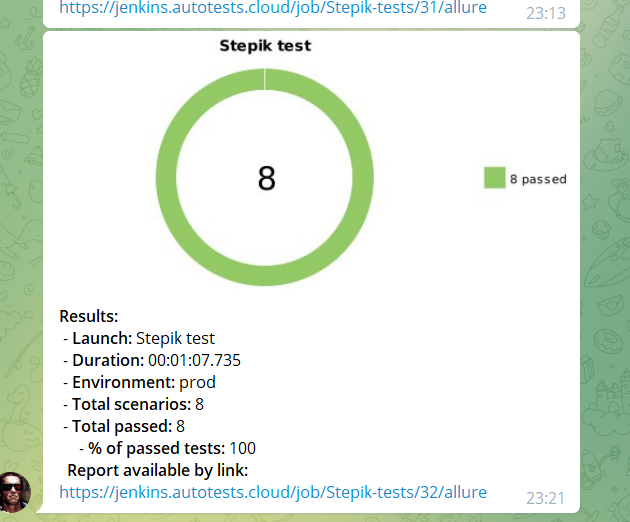 https://jenkins.autotests.cloud/job/Stepik-tests/31/allure
23:13
Stepik test
8
8 passed
Results:
- Launch: Stepik test
- Duration: 00:01:07.735
- Environment: prod
- Total scenarios: 8
- Total passed: 8
- % of passed tests: 100
Report available by link:
https://jenkins.autotests.cloud/job/Stepik-tests/32/allure
23:21